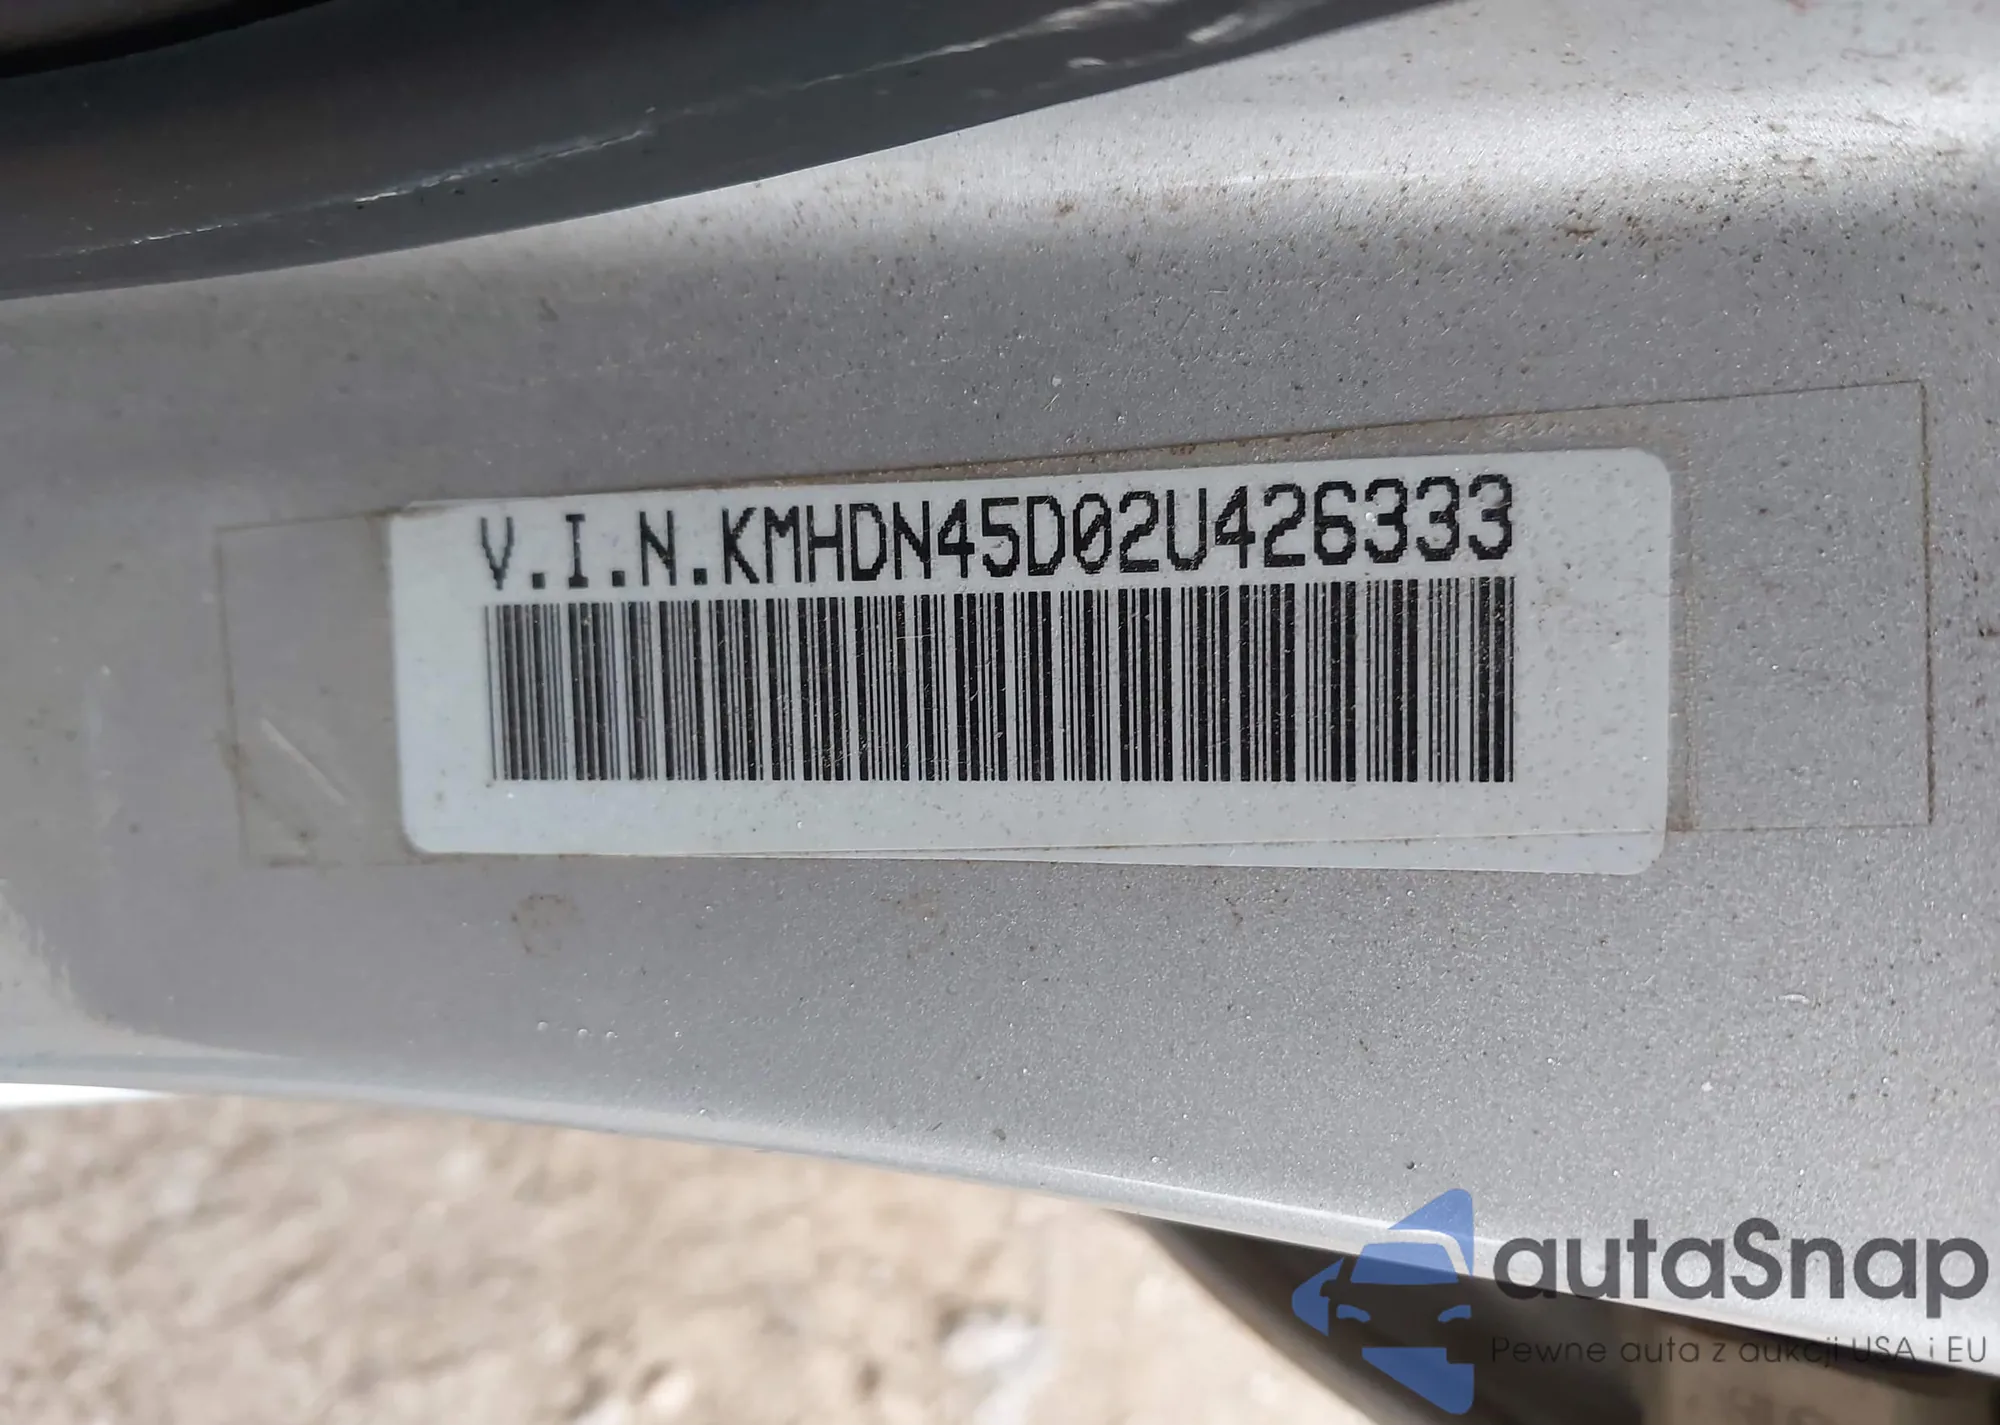 V.I.N.KMHDN45D02U426333
autaSnap
Pewne auta z aukcji USA i EU